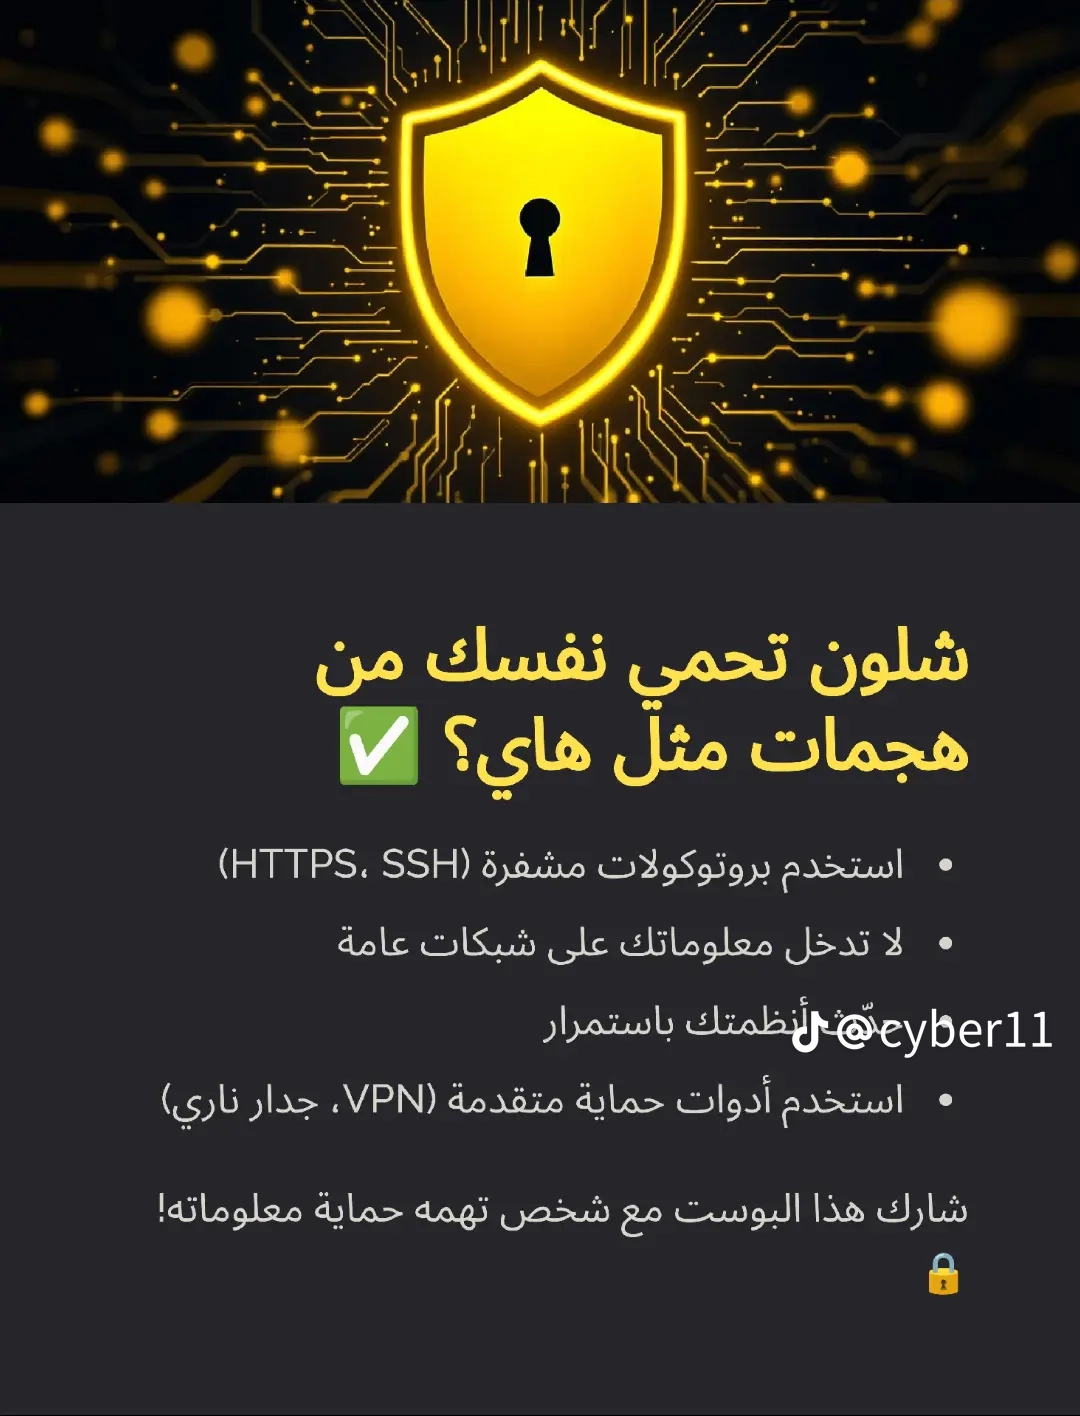 شلون تحمي نفسك من
هجمات مثل هاي؟ ✅
• استخدم بروتوكولات مشفرة (HTTPS، SSH)
• لا تدخل معلوماتك على شبكات عامة
• حدّث أنظمتك باستمرار
@cyber11
• استخدم أدوات حماية متقدمة (VPN، جدار ناري)
شارك هذا البوست مع شخص تهمه حماية معلوماته!
🔒